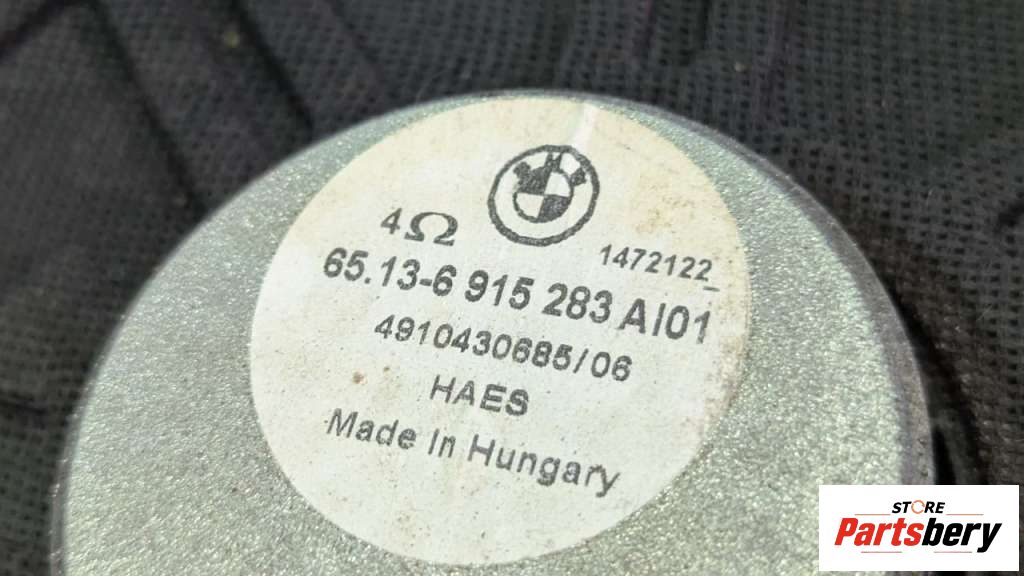 4Ω
1472122_
65.13-6 915 283 AI01
4910430685/06
HAES
Made in Hungary
STORE
Partsbery